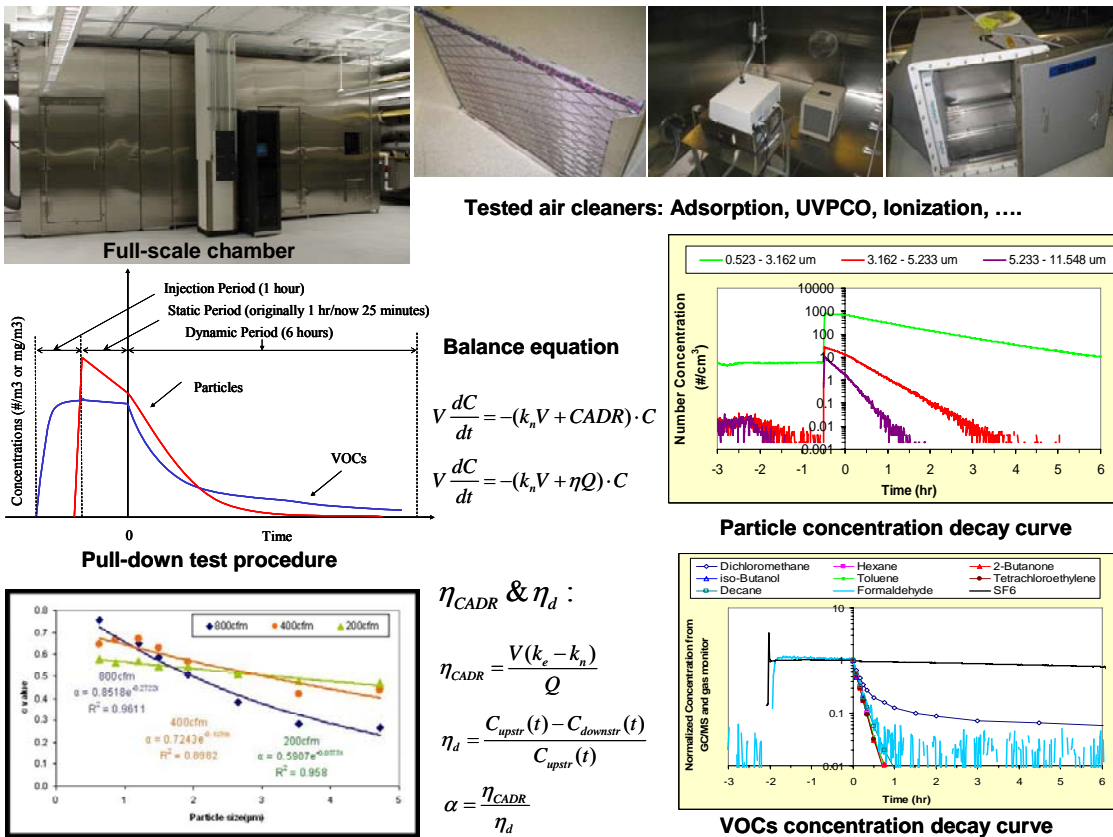 Full-scale chamber
Tested air cleaners: Adsorption, UVPCO, Ionization, ....
Injection Period (1 hour)
Static Period (originally 1 hr/now 25 minutes)
Dynamic Period (6 hours)
Particles
VOCs
Concentrations (#/m3 or mg/m3)
0
Time
Pull-down test procedure
Balance equation
V dC/dt = -(kₙV + CADR)·C
V dC/dt = -(kₙV + ηQ)·C
0.523 - 3.162 um
3.162 - 5.233 um
5.233 - 11.548 um
Number Concentration
(#/cm³)
10000
1000
100
10
1
0.1
0.01
0.001
-3 -2 -1 0 1 2 3 4 5 6
Time (hr)
Particle concentration decay curve
800cfm 400cfm 200cfm
α value
0.8
0.7
0.6
0.5
0.4
0.3
0.2
0.1
0.0
800cfm
R² = 0.9611
400cfm
R² = 0.8982
200cfm
R² = 0.958
0 1 2 3 4 5
Particle size(μm)
η_CADR & η_d :
η_CADR = V(kₑ - kₙ)/Q
η_d = (C_upstr(t) - C_downstr(t))/C_upstr(t)
α = η_CADR/η_d
Dichloromethane Hexane 2-Butanone
iso-Butanol Toluene Tetrachloroethylene
Decane Formaldehyde SF6
Normalized Concentration from
GC/MS and gas monitor
10
1
0.1
0.01
-3 -2 -1 0 1 2 3 4 5 6
Time (hr)
VOCs concentration decay curve